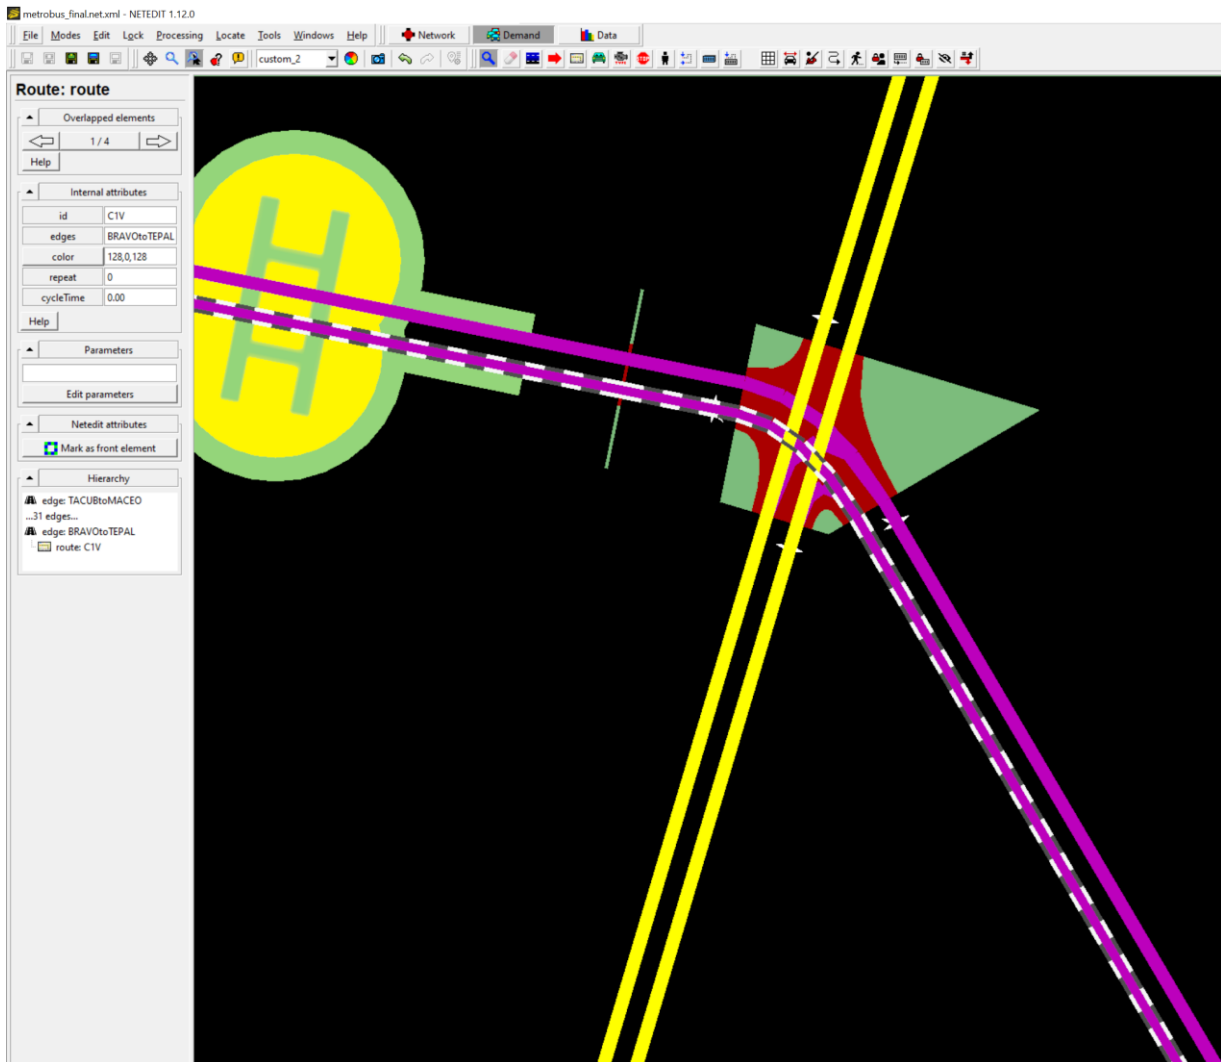 metrobus_final.net.xml - NETEDIT 1.12.0
File Modes Edit Lock Processing Locate Tools Windows Help Network Demand Data
custom_2
Route: route
Overlapped elements
1 / 4
Help
Internal attributes
id C1V
edges BRAVOtoTEPAL
color 128,0,128
repeat 0
cycleTime 0.00
Help
Parameters
Edit parameters
Netedit attributes
Mark as front element
Hierarchy
edge: TACUBtoMACEO
...31 edges...
edge: BRAVOtoTEPAL
route: C1V
H